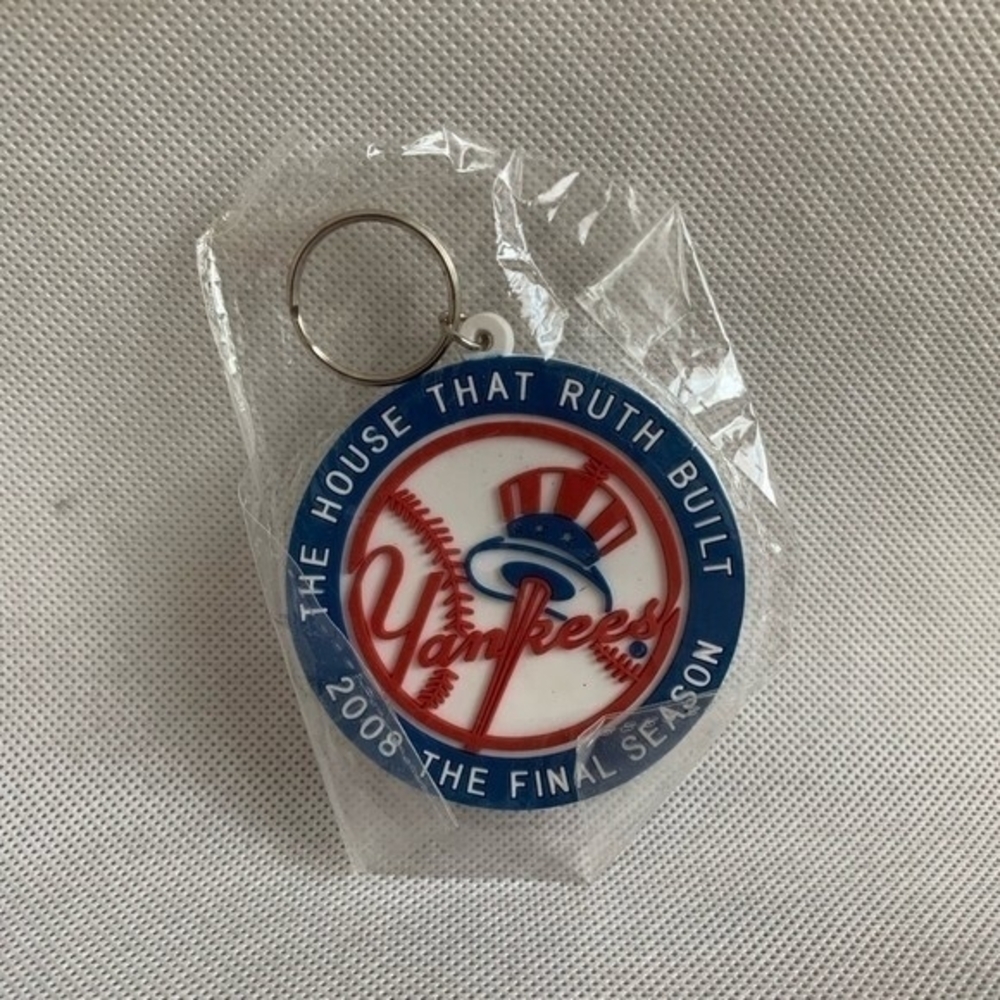 THE HOUSE THAT RUTH BUILT
Yankees
2008 THE FINAL SEASON